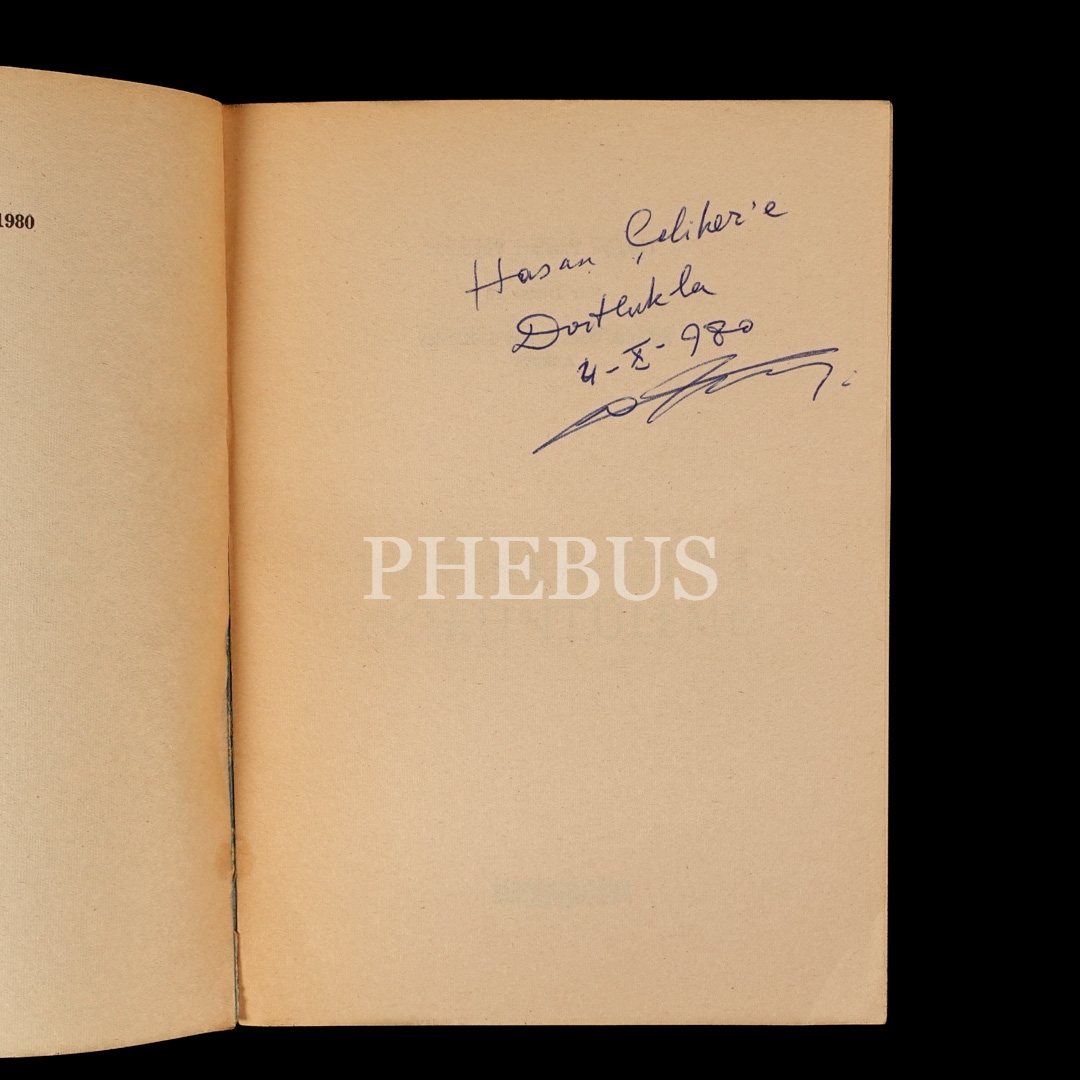 1980
Hasan Çeliker'e
Dostlukla
4-X-980
PHEBUS